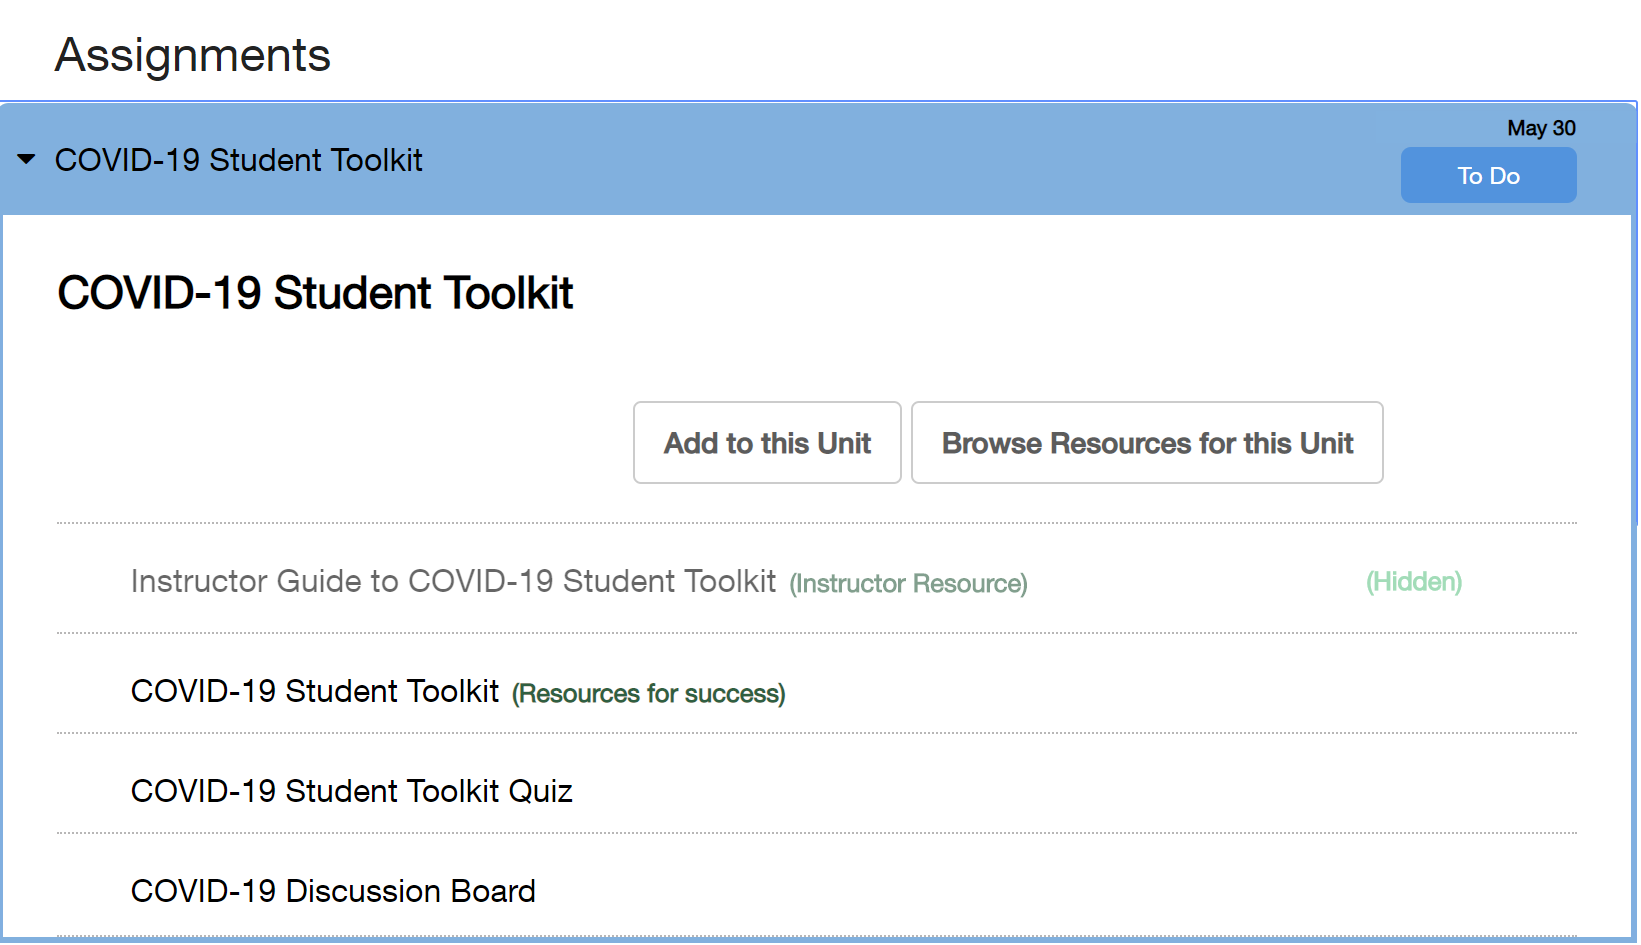 Assignments
May 30
COVID-19 Student Toolkit
To Do
COVID-19 Student Toolkit
Add to this Unit Browse Resources for this Unit
Instructor Guide to COVID-19 Student Toolkit (Instructor Resource) (Hidden)
COVID-19 Student Toolkit (Resources for success)
COVID-19 Student Toolkit Quiz
COVID-19 Discussion Board